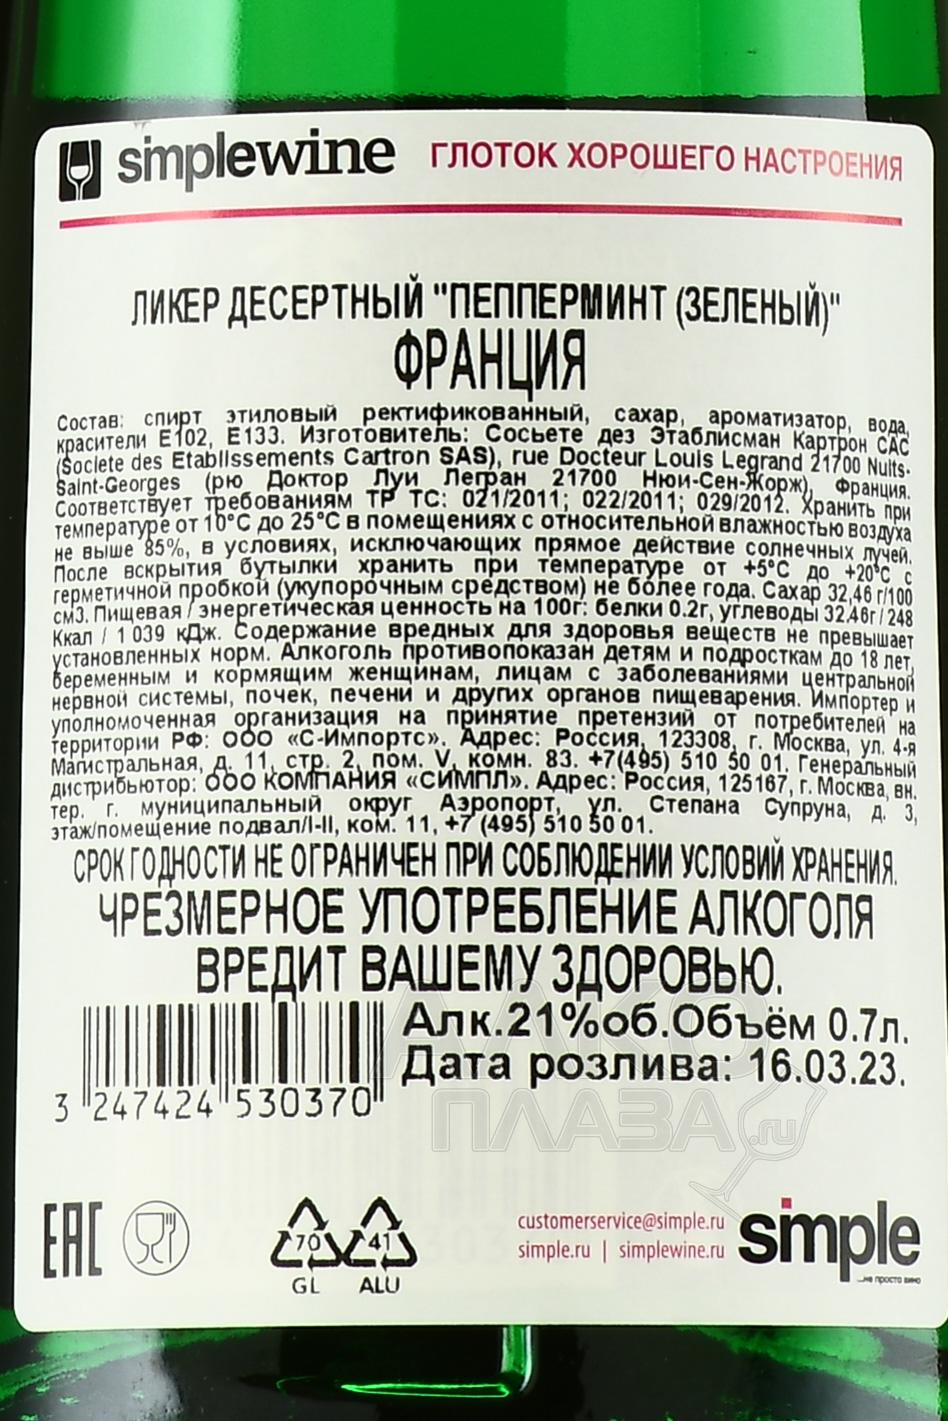 simplewine ГЛОТОК ХОРОШЕГО НАСТРОЕНИЯ
ЛИКЕР ДЕСЕРТНЫЙ "ПЕППЕРМИНТ (ЗЕЛЕНЫЙ)"
ФРАНЦИЯ
Состав: спирт этиловый ректификованный, сахар, ароматизатор, вода,
красители Е102, Е133. Изготовитель: Сосьете дез Этаблисман Картрон САС
(Societe des Etablissements Cartron SAS), rue Docteur Louis Legrand 21700 Nuits-
Saint-Georges (рю Доктор Луи Легран 21700 Нюи-Сен-Жорж), Франция.
Соответствует требованиям ТР ТС: 021/2011; 022/2011; 029/2012. Хранить при
температуре от 10°С до 25°С в помещениях с относительной влажностью воздуха
не выше 85%, в условиях, исключающих прямое действие солнечных лучей.
После вскрытия бутылки хранить при температуре от +5°С до +20°С с
герметичной пробкой (укупорочным средством) не более года. Сахар 32,46 г/100
см3. Пищевая / энергетическая ценность на 100г: белки 0.2г, углеводы 32,46г / 248
Ккал / 1 039 кДж. Содержание вредных для здоровья веществ не превышает
установленных норм. Алкоголь противопоказан детям и подросткам до 18 лет,
беременным и кормящим женщинам, лицам с заболеваниями центральной
нервной системы, почек, печени и других органов пищеварения. Импортер и
уполномоченная организация на принятие претензий от потребителей на
территории РФ: ООО «С-Импортс». Адрес: Россия, 123308, г. Москва, ул. 4-я
Магистральная, д. 11, стр. 2, пом. V, комн. 83. +7(495) 510 50 01. Генеральный
дистрибьютор: ООО КОМПАНИЯ «СИМПЛ». Адрес: Россия, 125167, г. Москва, вн.
тер. г. муниципальный округ Аэропорт, ул. Степана Супруна, д. 3,
этаж/помещение подвал/I-II, ком. 11, +7 (495) 510 50 01.
СРОК ГОДНОСТИ НЕ ОГРАНИЧЕН ПРИ СОБЛЮДЕНИИ УСЛОВИЙ ХРАНЕНИЯ.
ЧРЕЗМЕРНОЕ УПОТРЕБЛЕНИЕ АЛКОГОЛЯ
ВРЕДИТ ВАШЕМУ ЗДОРОВЬЮ.
Алк.21%об.Объём 0.7л.
Дата розлива: 16.03.23.
3 247424 530370
АЛКО
ПЛАЗА.ru
EAC
70 41
GL ALU
customerservice@simple.ru
simple.ru | simplewine.ru
simple
...не просто вино